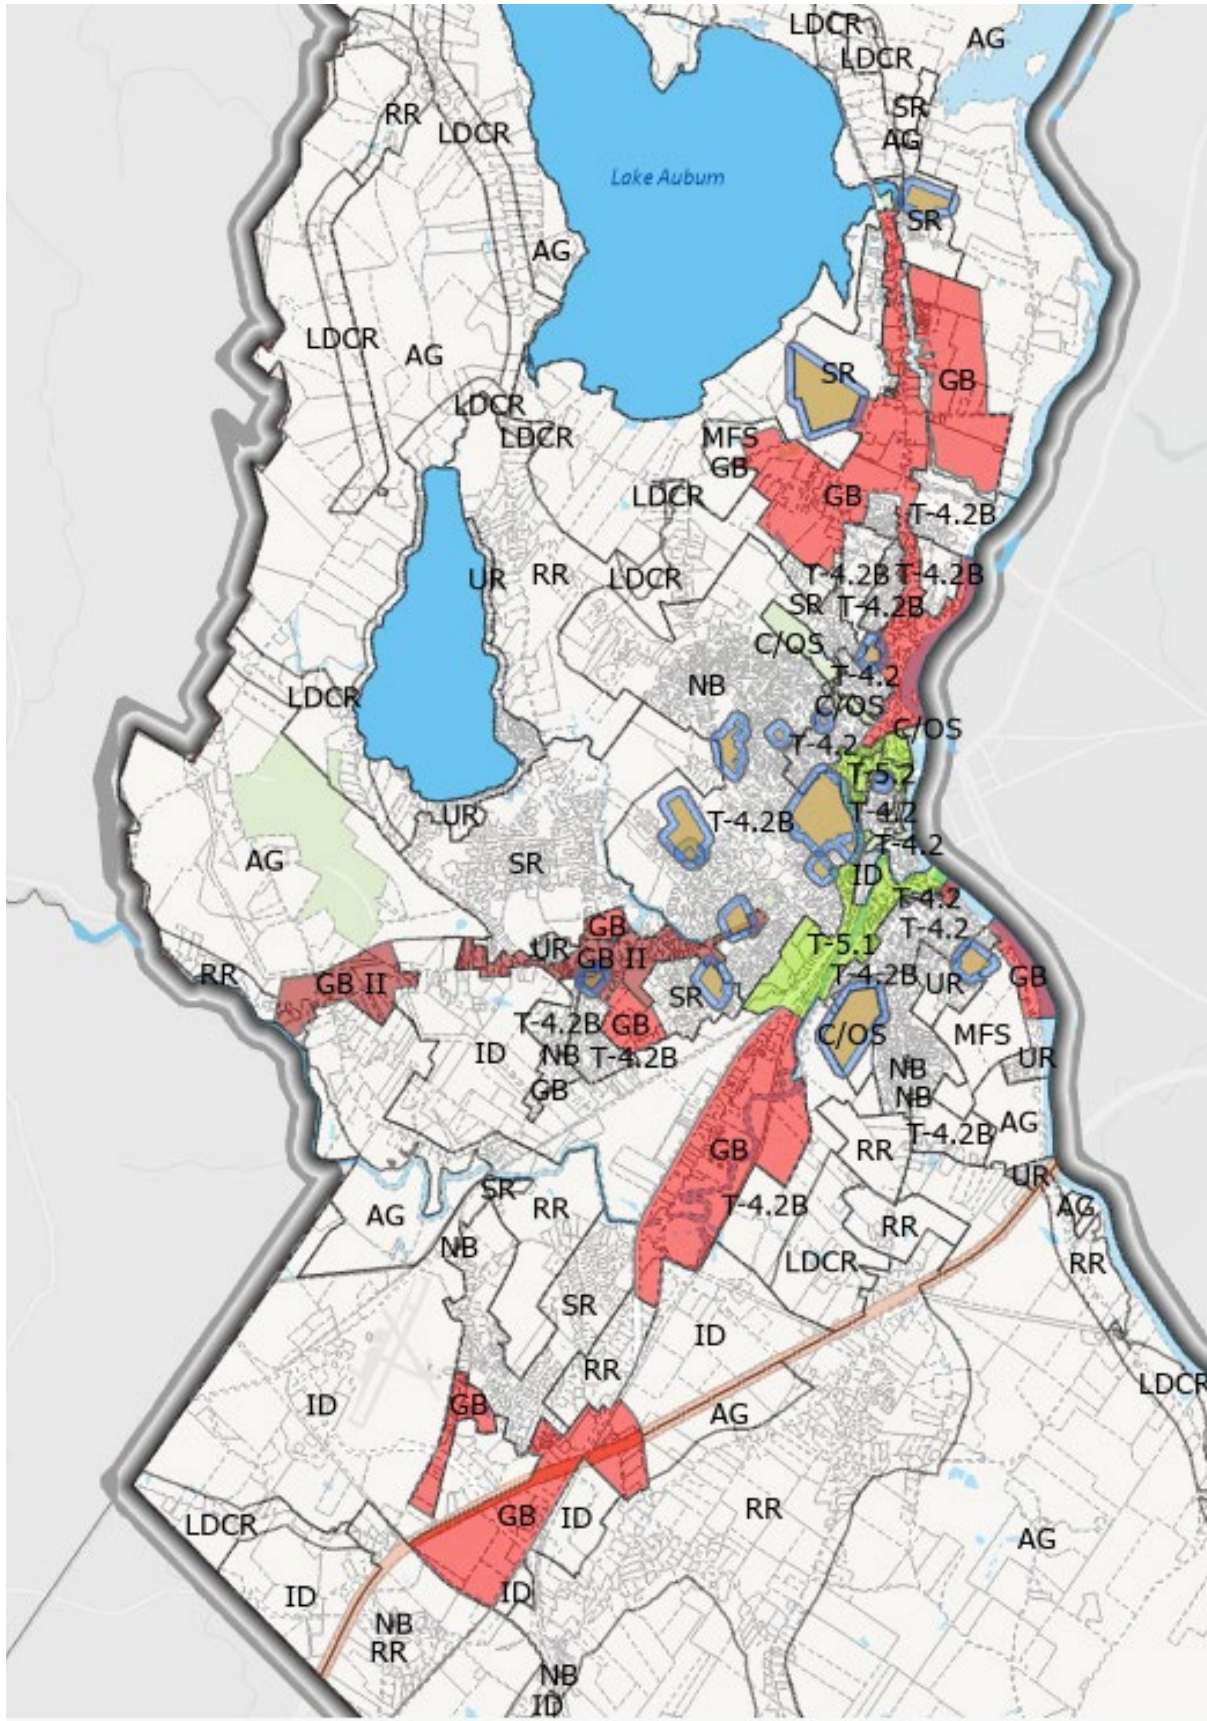 LDCR
AG
LDCR
SR
AG
RR
LDCR
Lake Auburn
SR
AG
LDCR
AG
SR
GB
LDCR
LDCR
MFS
GB
LDCR
GB
T-4.2B
UR
RR
LDCR
T-4.2B
T-4.2B
SR
T-4.2B
C/OS
T-4.2
NB
LDCR
C/OS
C/OS
T-4.2
T-5.2
UR
T-4.2B
T-4.2
T-4.2
AG
SR
ID
T-4.2
GB
T-4.2
UR
GB II
T-5.1
RR
GB II
T-4.2B
UR
GB
SR
T-4.2B
GB
C/OS
MFS
ID
NB
T-4.2B
UR
NB
GB
NB
AG
GB
RR
T-4.2B
UR
SR
AG
RR
T-4.2B
AG
NB
RR
LDCR
RR
SR
ID
RR
LDCR
ID
GB
AG
RR
LDCR
GB
ID
AG
ID
ID
NB
RR
NB
ID